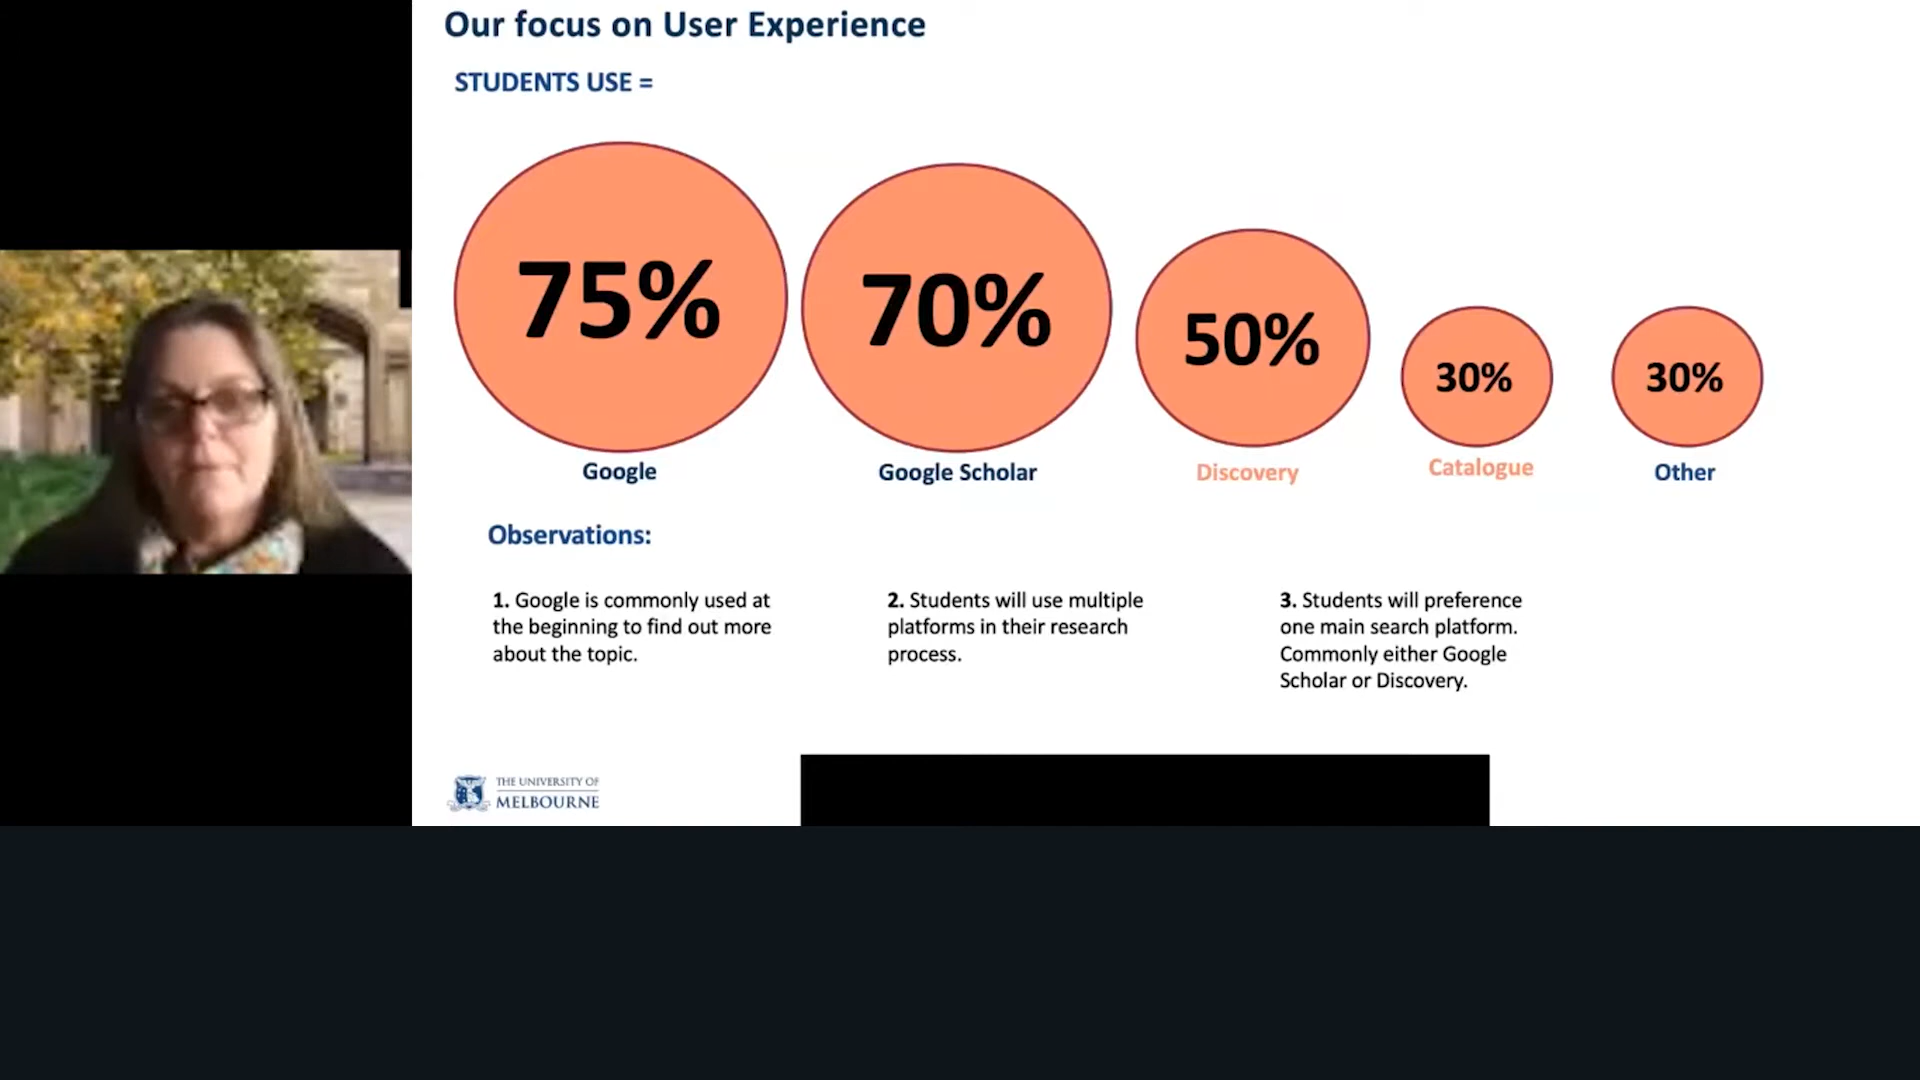 Our focus on User Experience
STUDENTS USE =
75%
70%
50%
30%
30%
Google
Google Scholar
Discovery
Catalogue
Other
Observations:
1. Google is commonly used at
the beginning to find out more
about the topic.
2. Students will use multiple
platforms in their research
process.
3. Students will preference
one main search platform.
Commonly either Google
Scholar or Discovery.
THE UNIVERSITY OF
MELBOURNE